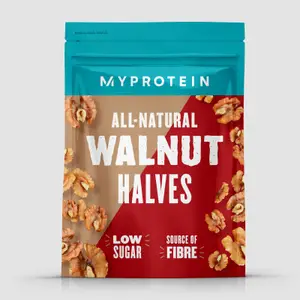 MYPROTEIN
ALL-NATURAL
WALNUT
HALVES
LOW
SUGAR
SOURCE OF
FIBRE